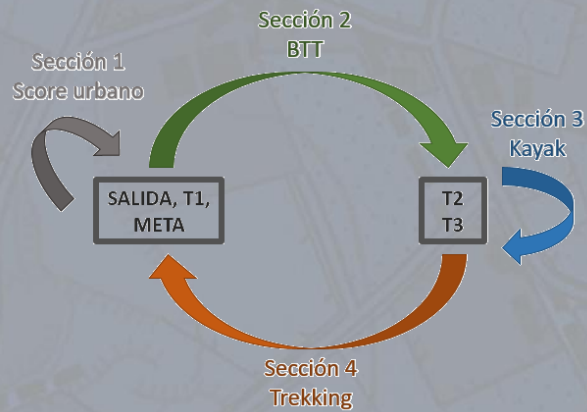 Sección 2
BTT
Sección 1
Score urbano
Sección 3
Kayak
SALIDA, T1,
META
T2
T3
Sección 4
Trekking